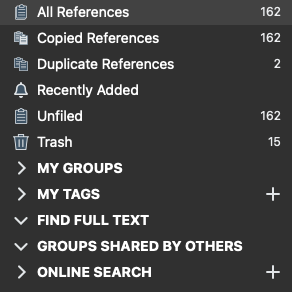 All References 162
Copied References 162
Duplicate References 2
Recently Added
Unfiled 162
Trash 15
MY GROUPS
MY TAGS +
FIND FULL TEXT
GROUPS SHARED BY OTHERS
ONLINE SEARCH +